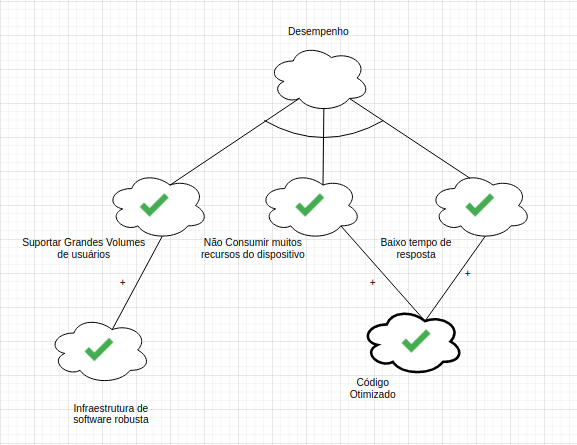 Desempenho
Suportar Grandes Volumes
de usuários
Não Consumir muitos
recursos do dispositivo
Baixo tempo de
resposta
+
+
+
Código
Otimizado
Infraestrutura de
software robusta